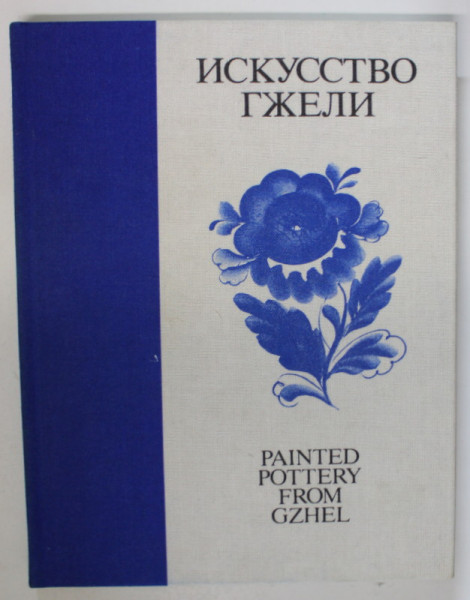 ИСКУССТВО
ГЖЕЛИ
PAINTED
POTTERY
FROM
GZHEL